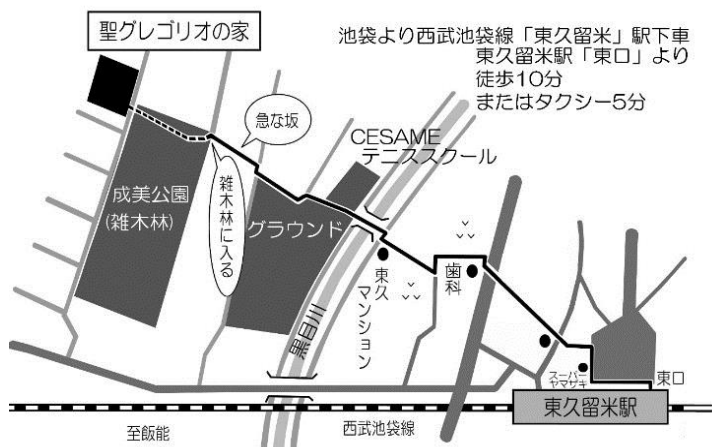 聖グレゴリオの家
池袋より西武池袋線「東久留米」駅下車
東久留米駅「東口」より
徒歩10分
またはタクシー5分
急な坂
CESAME
テニススクール
成美公園
(雑木林)
雑木林に入る
グラウンド
黒目川
東久
マンション
歯科
スーパー
ヤマザキ
東口
東久留米駅
至飯能
西武池袋線